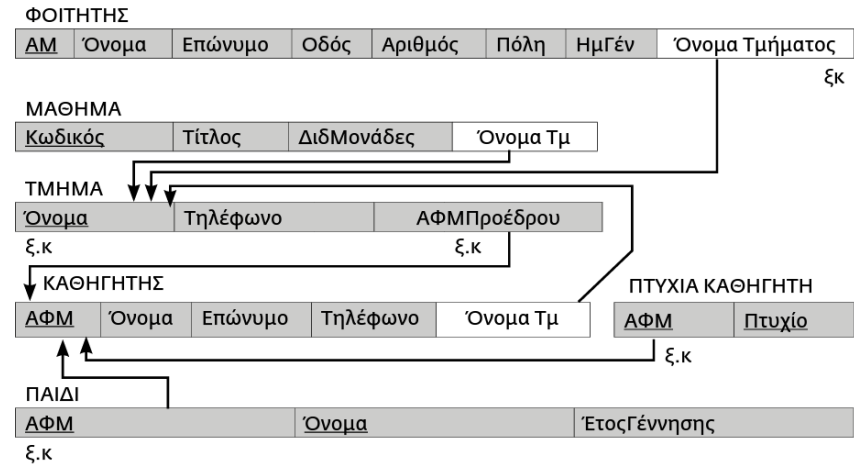 ΦΟΙΤΗΤΗΣ
ΑΜ Όνομα Επώνυμο Οδός Αριθμός Πόλη ΗμΓέν Όνομα Τμήματος
ξκ
ΜΑΘΗΜΑ
Κωδικός Τίτλος ΔιδΜονάδες Όνομα Τμ
ΤΜΗΜΑ
Όνομα Τηλέφωνο ΑΦΜΠροέδρου
ξ.κ ξ.κ
ΚΑΘΗΓΗΤΗΣ ΠΤΥΧΙΑ ΚΑΘΗΓΗΤΗ
ΑΦΜ Όνομα Επώνυμο Τηλέφωνο Όνομα Τμ ΑΦΜ Πτυχίο
ξ.κ
ΠΑΙΔΙ
ΑΦΜ Όνομα ΈτοςΓέννησης
ξ.κ